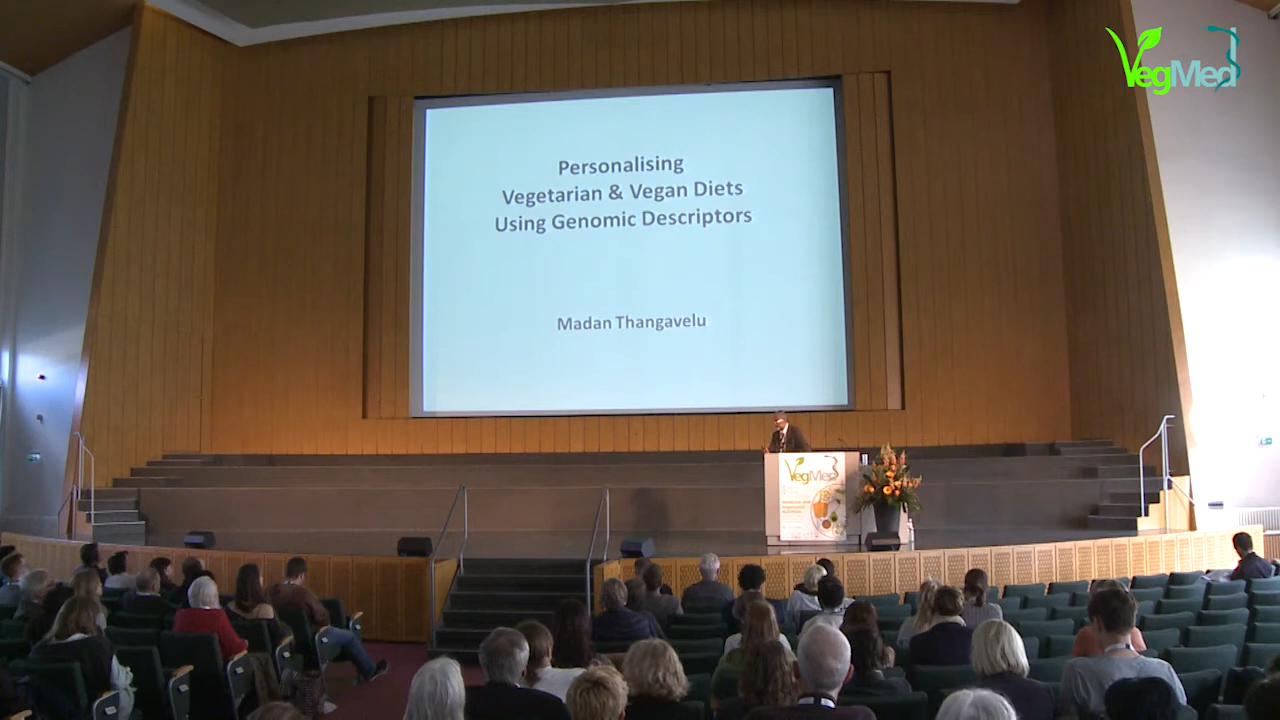 VegMed
Personalising
Vegetarian & Vegan Diets
Using Genomic Descriptors
Madan Thangavelu
VegMed